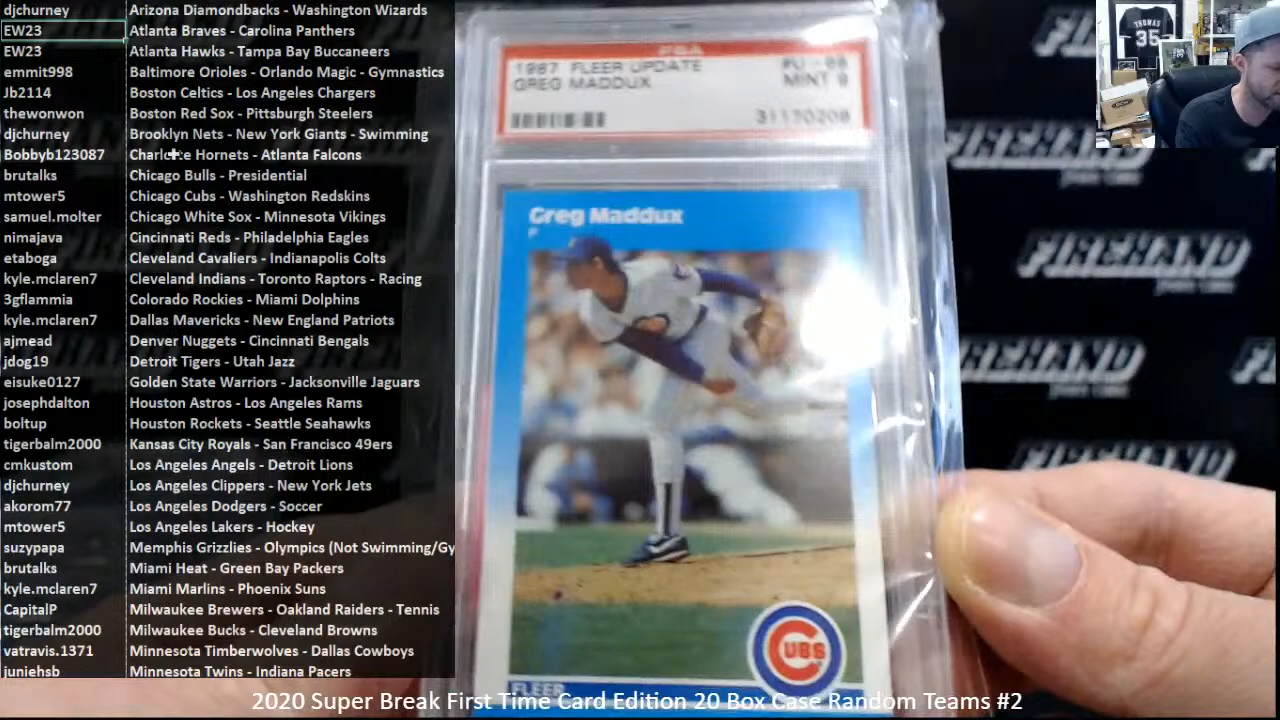 djchurney Arizona Diamondbacks - Washington Wizards
EW23 Atlanta Braves - Carolina Panthers
EW23 Atlanta Hawks - Tampa Bay Buccaneers
emmit998 Baltimore Orioles - Orlando Magic - Gymnastics
Jb2114 Boston Celtics - Los Angeles Chargers
thewonwon Boston Red Sox - Pittsburgh Steelers
djchurney Brooklyn Nets - New York Giants - Swimming
Bobbyb123087 Charlotte Hornets - Atlanta Falcons
brutalks Chicago Bulls - Presidential
mtower5 Chicago Cubs - Washington Redskins
samuel.molter Chicago White Sox - Minnesota Vikings
nimajava Cincinnati Reds - Philadelphia Eagles
etaboga Cleveland Cavaliers - Indianapolis Colts
kyle.mclaren7 Cleveland Indians - Toronto Raptors - Racing
3gflammia Colorado Rockies - Miami Dolphins
kyle.mclaren7 Dallas Mavericks - New England Patriots
ajmead Denver Nuggets - Cincinnati Bengals
jdog19 Detroit Tigers - Utah Jazz
eisuke0127 Golden State Warriors - Jacksonville Jaguars
josephdalton Houston Astros - Los Angeles Rams
boltup Houston Rockets - Seattle Seahawks
tigerbalm2000 Kansas City Royals - San Francisco 49ers
cmkustom Los Angeles Angels - Detroit Lions
djchurney Los Angeles Clippers - New York Jets
akorom77 Los Angeles Dodgers - Soccer
mtower5 Los Angeles Lakers - Hockey
suzypapa Memphis Grizzlies - Olympics (Not Swimming/Gy
brutalks Miami Heat - Green Bay Packers
kyle.mclaren7 Miami Marlins - Phoenix Suns
CapitalP Milwaukee Brewers - Oakland Raiders - Tennis
tigerbalm2000 Milwaukee Bucks - Cleveland Browns
vatravis.1371 Minnesota Timberwolves - Dallas Cowboys
juniehsb Minnesota Twins - Indiana Pacers
PSA
1987 FLEER UPDATE
GREG MADDUX MINT 9
31170208
Greg Maddux
P
CUBS
FLEER
THOMAS
35
FIREHAND
FIREHAND
FIREHAND
2020 Super Break First Time Card Edition 20 Box Case Random Teams #2